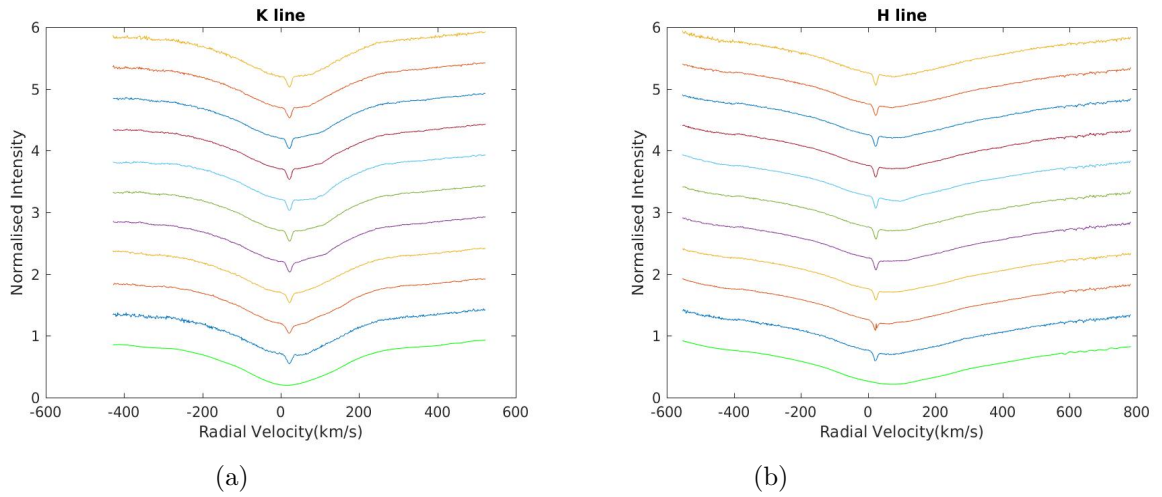 K line
6
5
4
3
2
1
0
Normalised Intensity
-600 -400 -200 0 200 400 600
Radial Velocity(km/s)
(a)
H line
6
5
4
3
2
1
0
Normalised Intensity
-600 -400 -200 0 200 400 600 800
Radial Velocity(km/s)
(b)